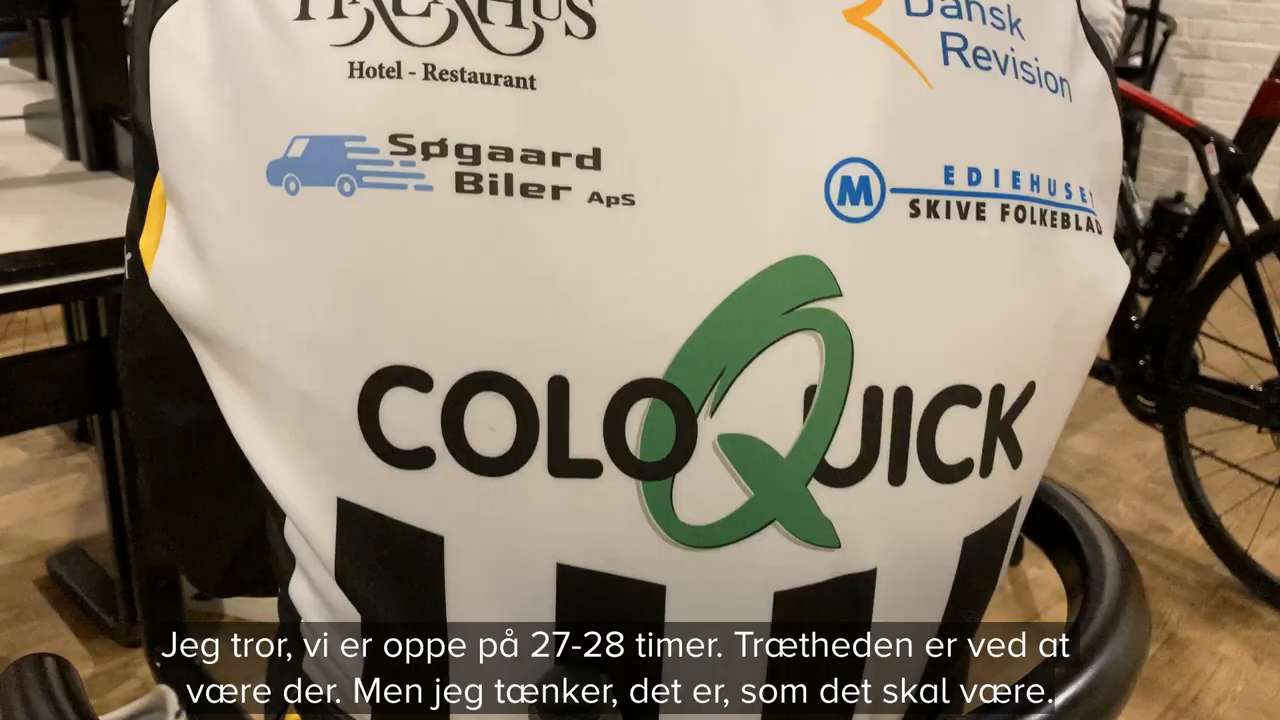 Hotel - Restaurant
Dansk
Revision
Søgaard
Biler ApS
M EDIEHUSET
SKIVE FOLKEBLAD
COLOQUICK
Jeg tror, vi er oppe på 27-28 timer. Trætheden er ved at
være der. Men jeg tænker, det er, som det skal være.